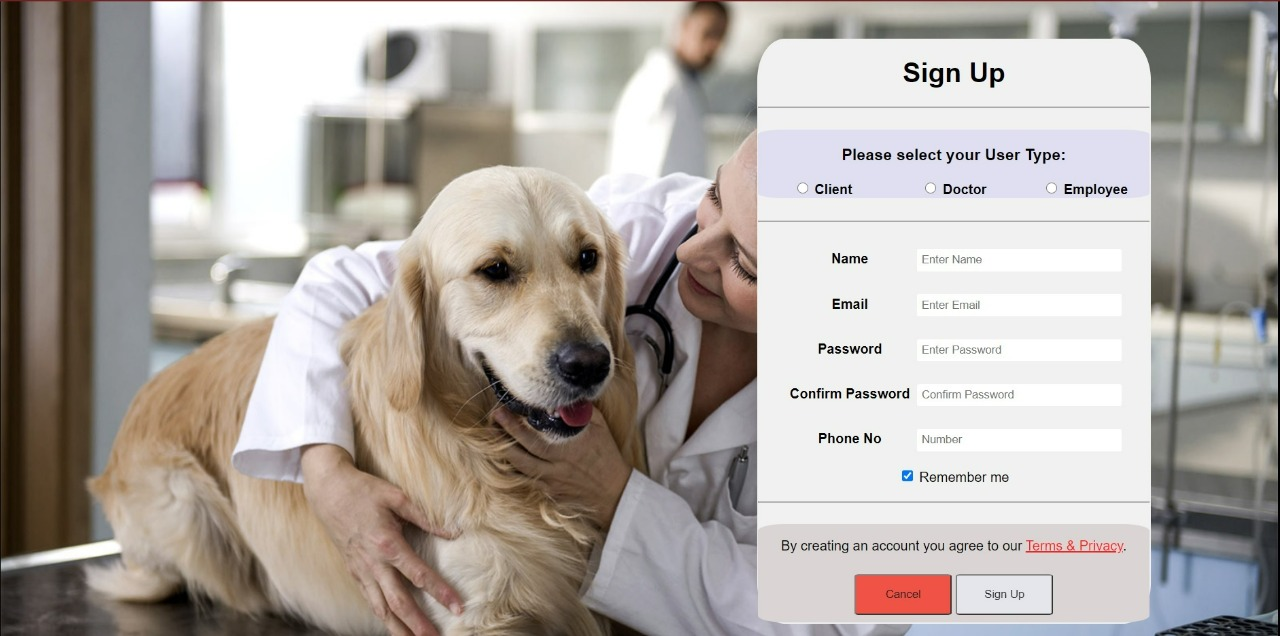 Sign Up
Please select your User Type:
Client Doctor Employee
Name Enter Name
Email Enter Email
Password Enter Password
Confirm Password Confirm Password
Phone No Number
Remember me
By creating an account you agree to our Terms & Privacy.
Cancel Sign Up